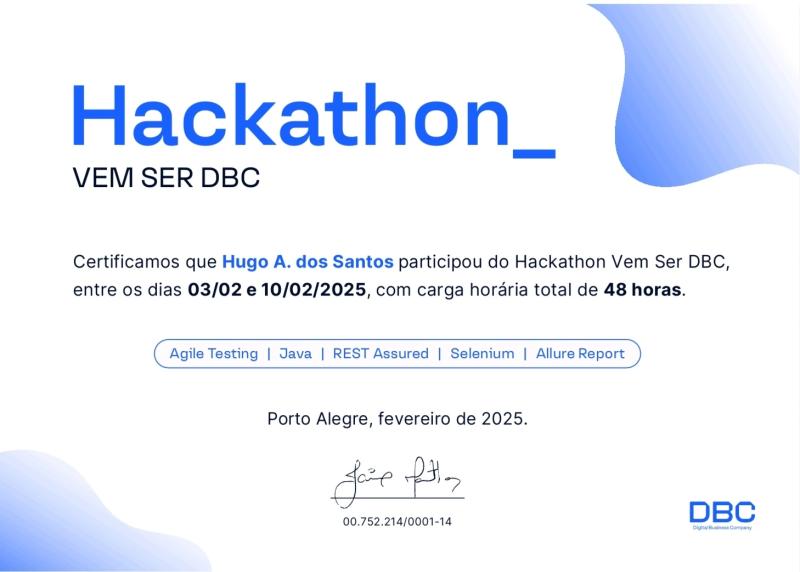 Hackathon_
VEM SER DBC
Certificamos que Hugo A. dos Santos participou do Hackathon Vem Ser DBC,
entre os dias 03/02 e 10/02/2025, com carga horária total de 48 horas.
Agile Testing | Java | REST Assured | Selenium | Allure Report
Porto Alegre, fevereiro de 2025.
00.752.214/0001-14
DBC
Digital Business Company